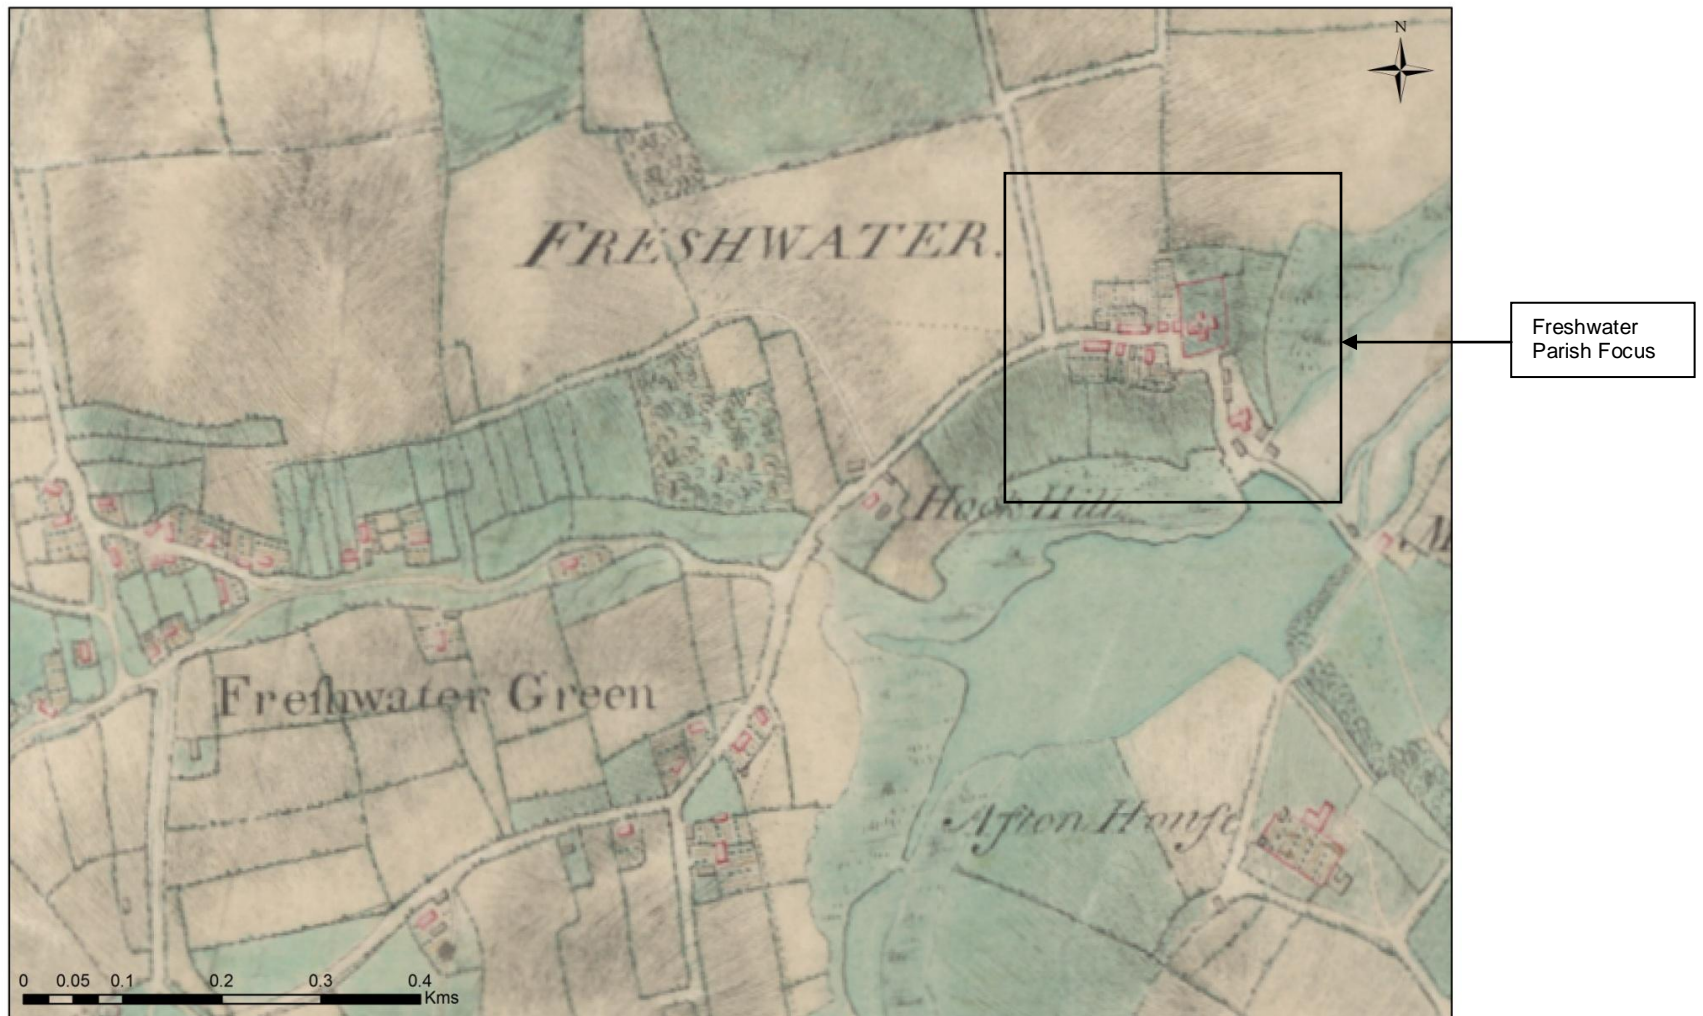 N
FRESHWATER.
Freshwater
Parish Focus
Hook Hill
M
Freſhwater Green
Afton Houſe
0 0.05 0.1 0.2 0.3 0.4
Kms